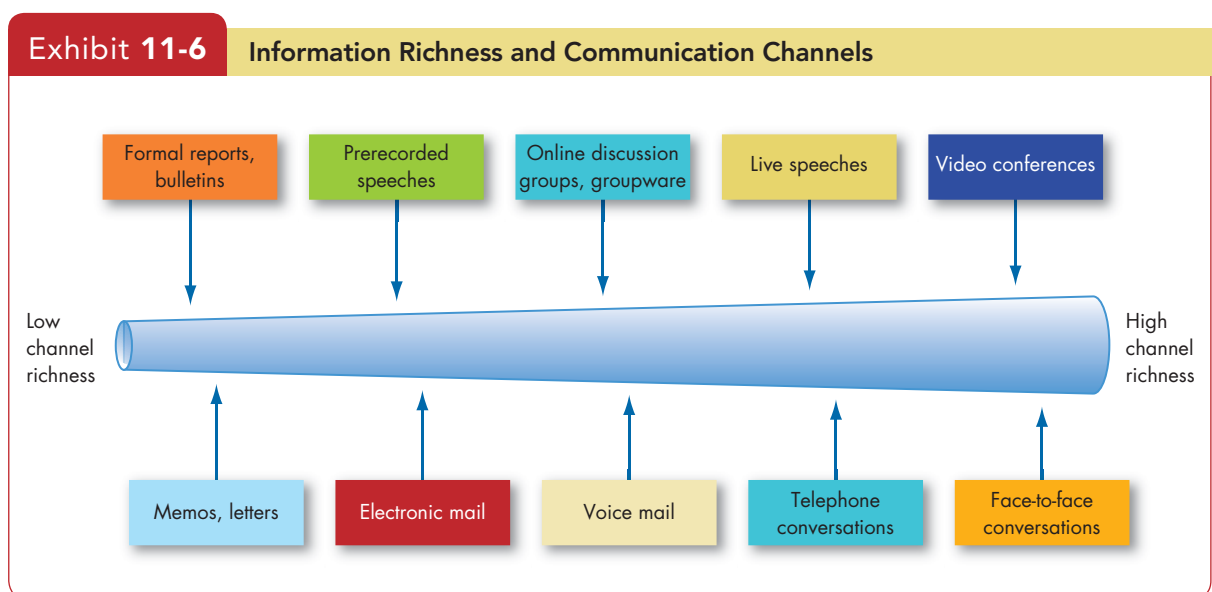 Exhibit 11-6
Information Richness and Communication Channels
Formal reports,
bulletins
Prerecorded
speeches
Online discussion
groups, groupware
Live speeches
Video conferences
Low
channel
richness
High
channel
richness
Memos, letters
Electronic mail
Voice mail
Telephone
conversations
Face-to-face
conversations